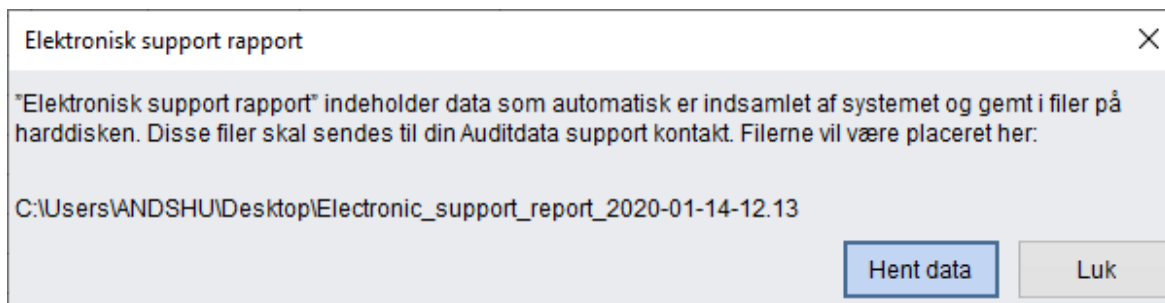 Elektronisk support rapport
"Elektronisk support rapport" indeholder data som automatisk er indsamlet af systemet og gemt i filer på
harddisken. Disse filer skal sendes til din Auditdata support kontakt. Filerne vil være placeret her:
C:\Users\ANDSHU\Desktop\Electronic_support_report_2020-01-14-12.13
Hent data Luk